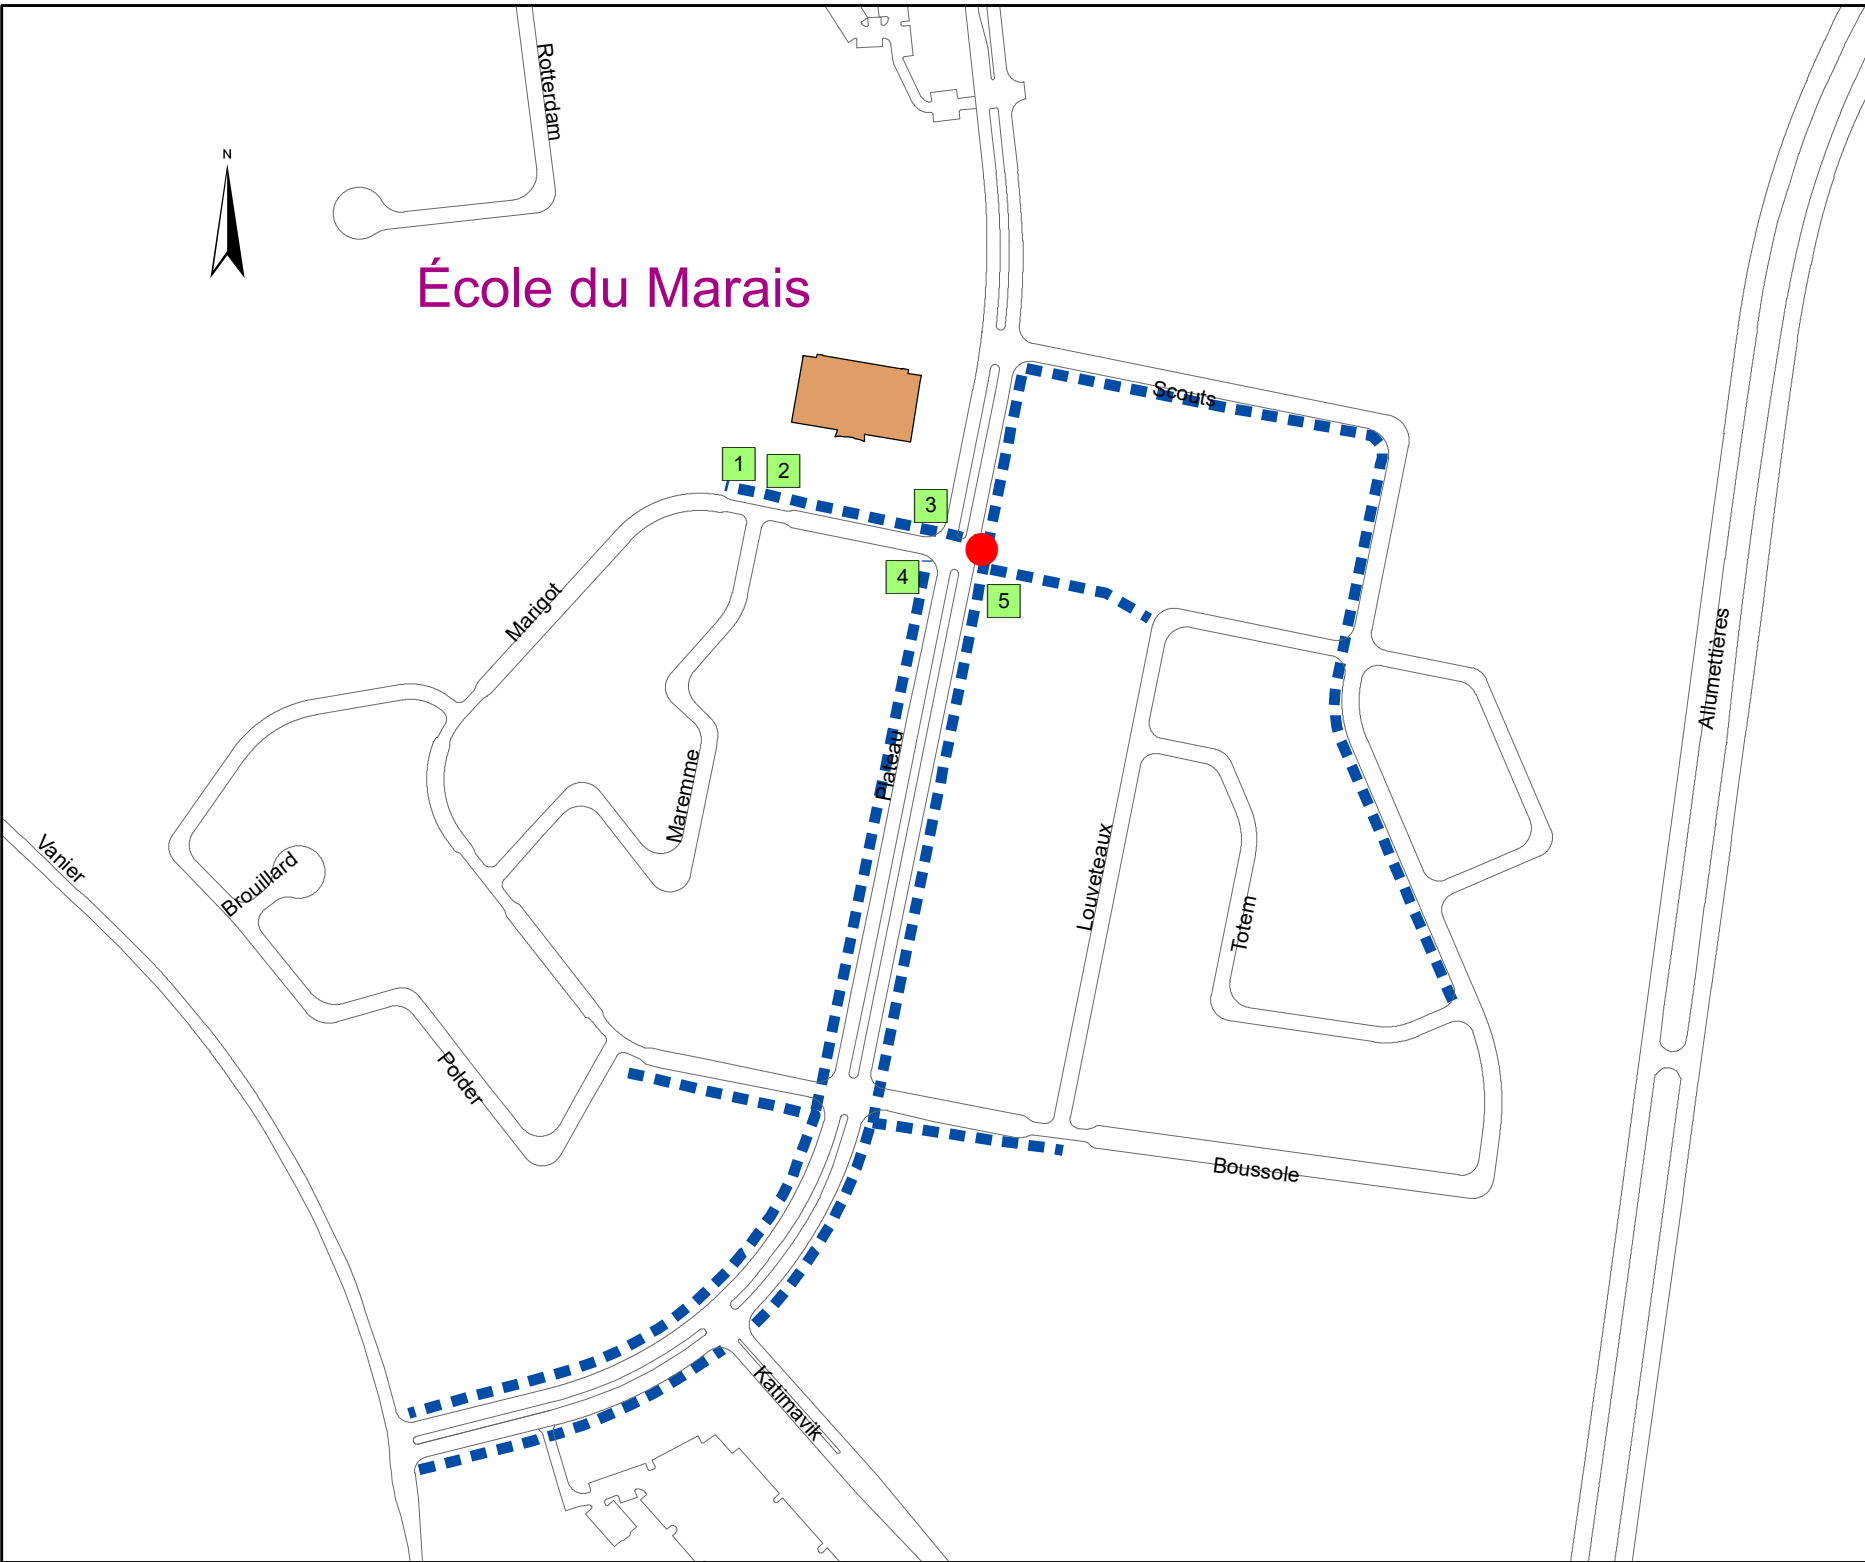 Rotterdam
N
École du Marais
Scouts
1
2
3
4
5
Marigot
Allumettières
Plateau
Maremme
Vanier
Brouillard
Louveteaux
Totem
Polder
Boussole
Katimavik